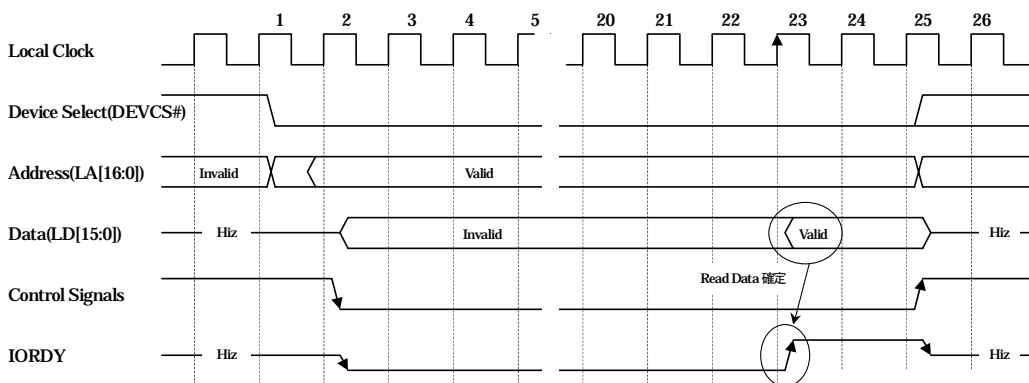 1 2 3 4 5 20 21 22 23 24 25 26
Local Clock
Device Select(DEVCS#)
Address(LA[16:0]) Invalid Valid
Data(LD[15:0]) Hiz Invalid Valid Hiz
Read Data 確定
Control Signals
IORDY Hiz Hiz